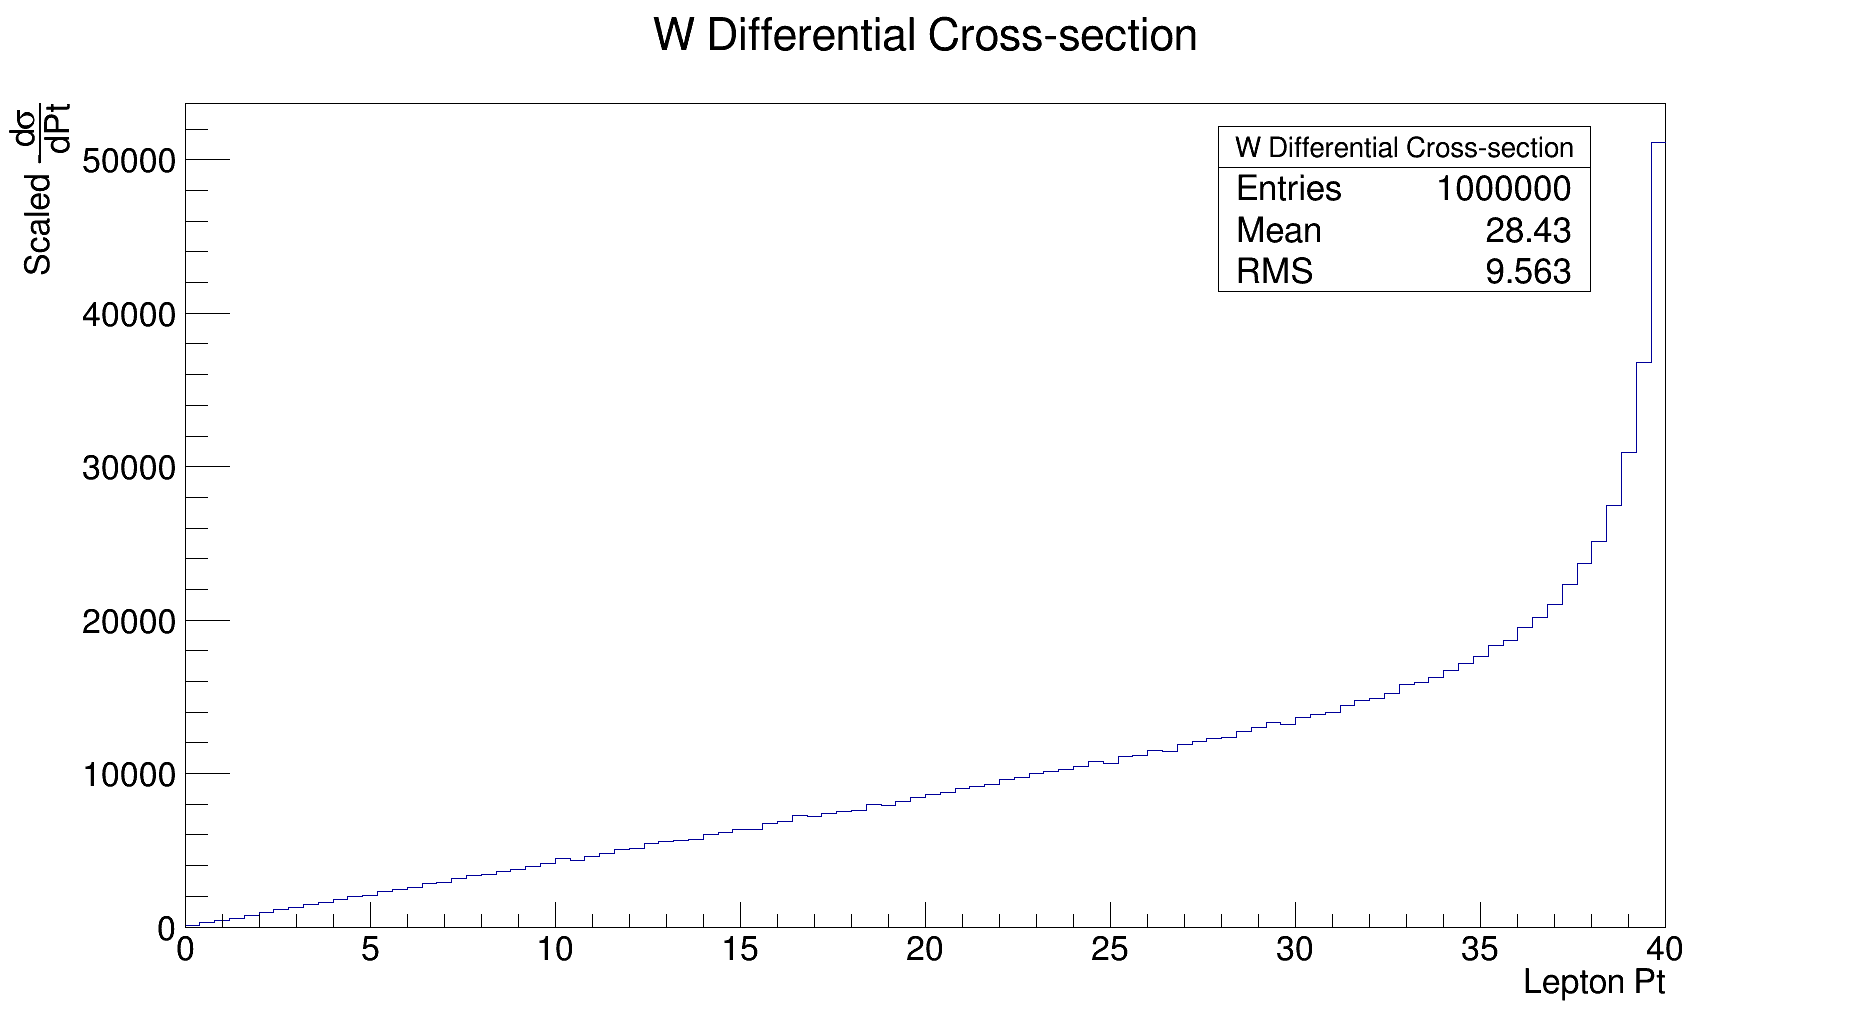 W Differential Cross-section
Scaled dσ/dPt
W Differential Cross-section
Entries 1000000
Mean 28.43
RMS 9.563
50000
40000
30000
20000
10000
0
0 5 10 15 20 25 30 35 40
Lepton Pt